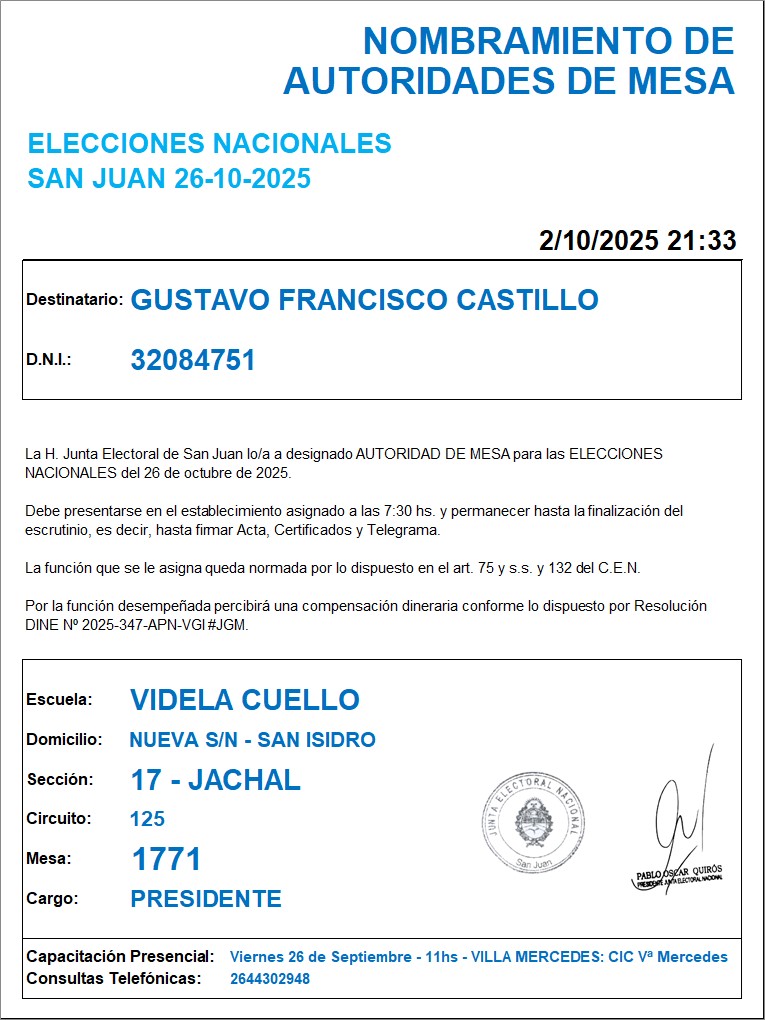 NOMBRAMIENTO DE
AUTORIDADES DE MESA
ELECCIONES NACIONALES
SAN JUAN 26-10-2025
2/10/2025 21:33
Destinatario: GUSTAVO FRANCISCO CASTILLO
D.N.I.: 32084751
La H. Junta Electoral de San Juan lo/a a designado AUTORIDAD DE MESA para las ELECCIONES
NACIONALES del 26 de octubre de 2025.
Debe presentarse en el establecimiento asignado a las 7:30 hs. y permanecer hasta la finalización del
escrutinio, es decir, hasta firmar Acta, Certificados y Telegrama.
La función que se le asigna queda normada por lo dispuesto en el art. 75 y s.s. y 132 del C.E.N.
Por la función desempeñada percibirá una compensación dineraria conforme lo dispuesto por Resolución
DINE Nº 2025-347-APN-VGI#JGM.
Escuela: VIDELA CUELLO
Domicilio: NUEVA S/N - SAN ISIDRO
Sección: 17 - JACHAL
Circuito: 125
Mesa: 1771
Cargo: PRESIDENTE
JUNTA ELECTORAL NACIONAL
San Juan
PABLO OSCAR QUIRÓS
PRESIDENTE JUNTA ELECTORAL NACIONAL
Capacitación Presencial: Viernes 26 de Septiembre - 11hs - VILLA MERCEDES: CIC Vª Mercedes
Consultas Telefónicas: 2644302948